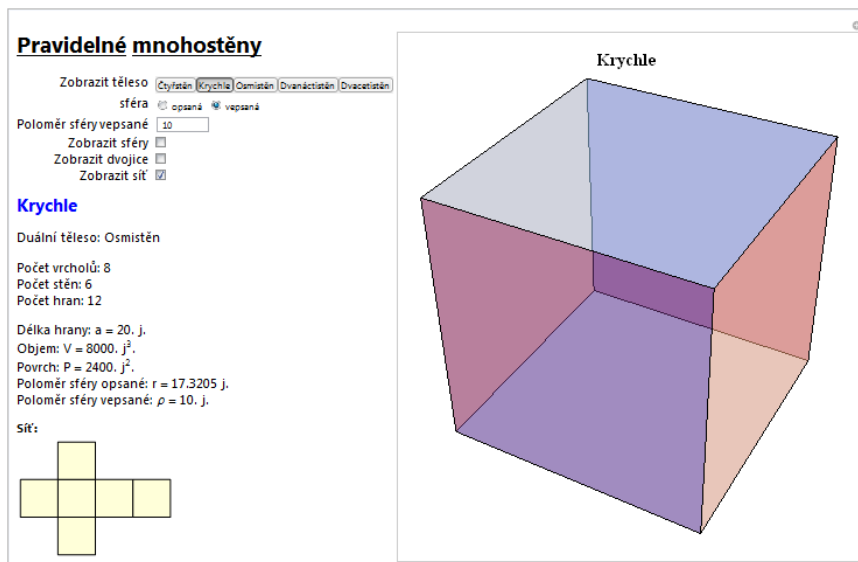 Pravidelné mnohostěny
Zobrazit těleso Čtyřstěn Krychle Osmistěn Dvanáctistěn Dvacetistěn
sféra opsaná vepsaná
Poloměr sféry vepsané 10
Zobrazit sféry
Zobrazit dvojice
Zobrazit síť
Krychle
Duální těleso: Osmistěn
Počet vrcholů: 8
Počet stěn: 6
Počet hran: 12
Délka hrany: a = 20. j.
Objem: V = 8000. j³.
Povrch: P = 2400. j².
Poloměr sféry opsané: r = 17.3205 j.
Poloměr sféry vepsané: ρ = 10. j.
Síť:
Krychle